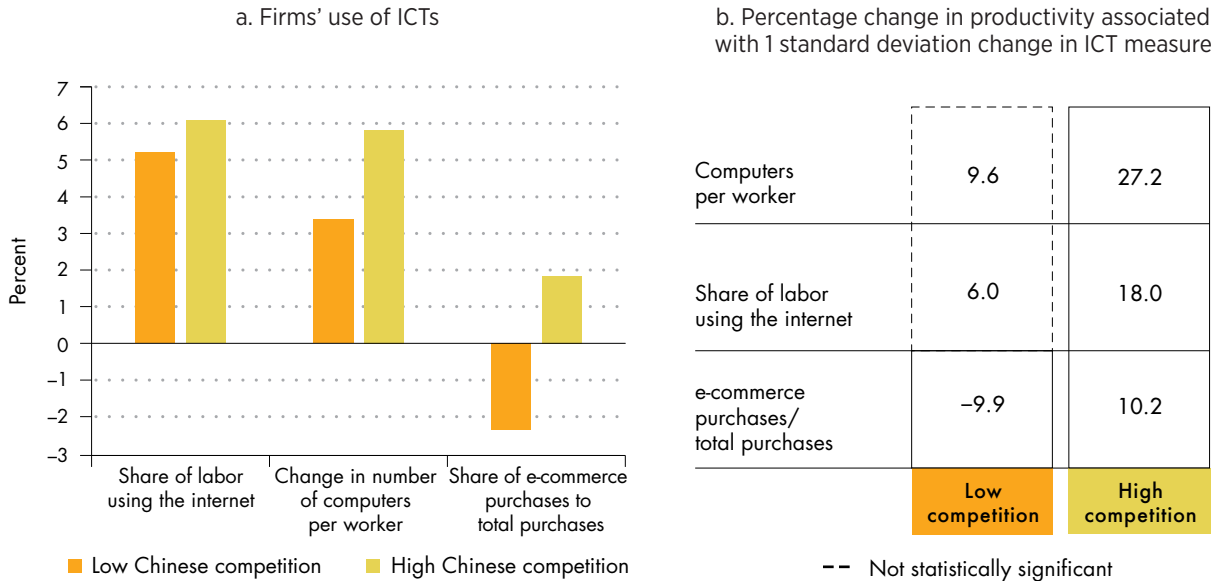 a. Firms' use of ICTs
7
6
5
4
3
2
1
0
–1
–2
–3
Percent
Share of labor
using the internet
Change in number
of computers
per worker
Share of e-commerce
purchases to
total purchases
Low Chinese competition
High Chinese competition
b. Percentage change in productivity associated
with 1 standard deviation change in ICT measure
Computers
per worker
9.6
27.2
Share of labor
using the internet
6.0
18.0
e-commerce
purchases/
total purchases
–9.9
10.2
Low
competition
High
competition
Not statistically significant